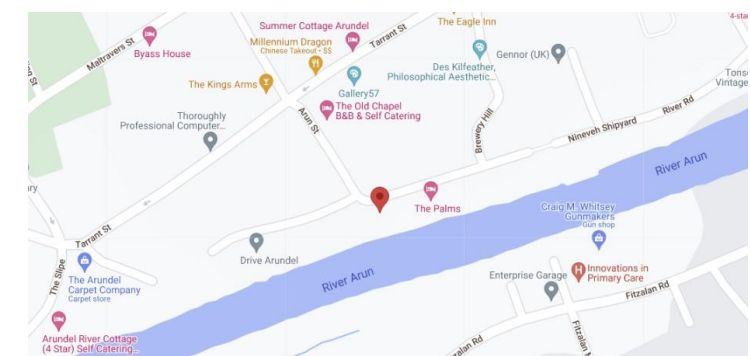 4-star
Summer Cottage Arundel
The Eagle Inn
Tarrant St
Maltravers St
Byass House
Millennium Dragon
Chinese Takeout · $$
Gennor (UK)
Des Kilfeather,
Philosophical Aesthetic...
The Kings Arms
Gallery57
Vintage
The Old Chapel
B&B & Self Catering
River Rd
Thoroughly
Professional Computer...
Arun St
Brewery Hill
Nineveh Shipyard
River Arun
The Palms
Craig M. Whitsey
Gunmakers
Gun shop
Tarrant St
Drive Arundel
The Slipe
The Arundel
Carpet Company
Carpet store
River Arun
Enterprise Garage
Innovations in
Primary Care
Fitzalan Rd
Arundel River Cottage
(4 Star) Self Catering...